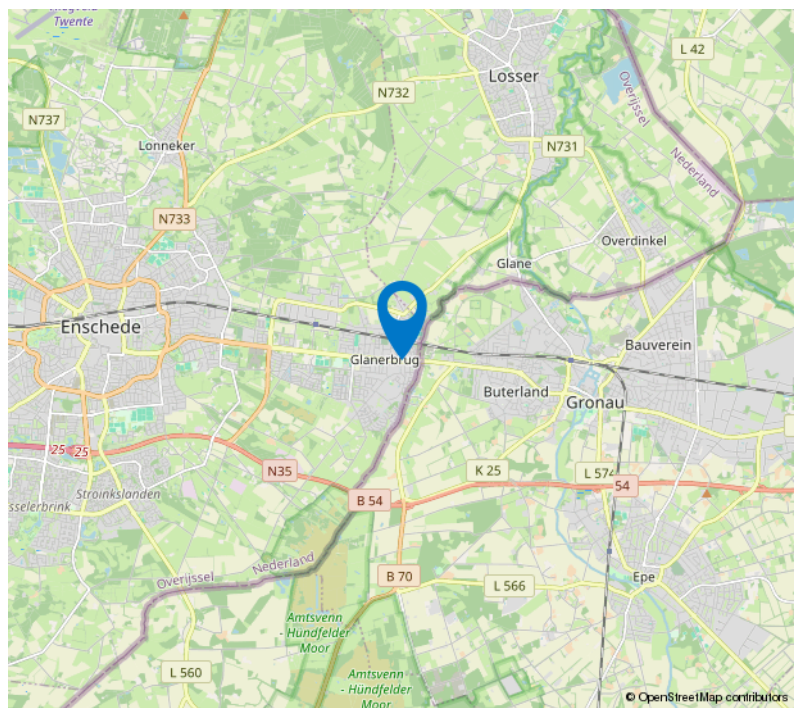 Twente
L 42
Losser
N732
Overijssel
N737
Lonneker
N731
Nederland
N733
Overdinkel
Glane
Enschede
Bauverein
Glanerbrug
Buterland
Gronau
25 25
N35
K 25
L 574
54
Stroinkslanden
B 54
sselerbrink
Nederland
Overijssel
B 70
Epe
L 566
Amtsvenn
- Hündfelder
Moor
L 560
Amtsvenn
- Hündfelder
Moor
© OpenStreetMap contributors